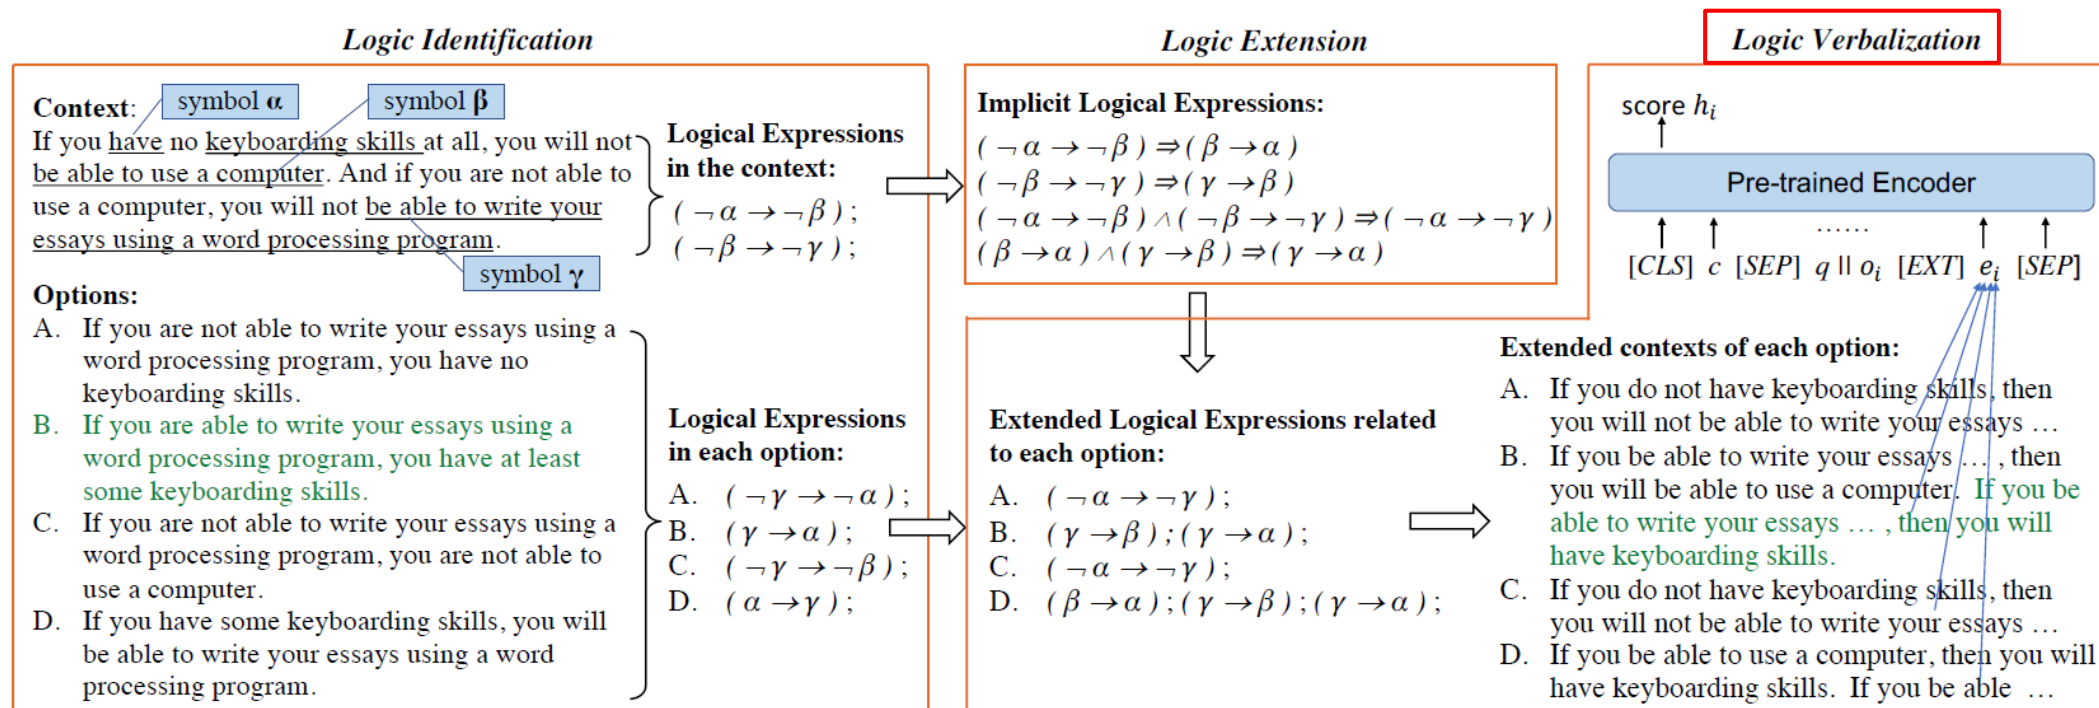 Logic Identification
Context:
symbol α
symbol β
If you have no keyboarding skills at all, you will not
be able to use a computer. And if you are not able to
use a computer, you will not be able to write your
essays using a word processing program.
symbol γ
Options:
A. If you are not able to write your essays using a
word processing program, you have no
keyboarding skills.
B. If you are able to write your essays using a
word processing program, you have at least
some keyboarding skills.
C. If you are not able to write your essays using a
word processing program, you are not able to
use a computer.
D. If you have some keyboarding skills, you will
be able to write your essays using a word
processing program.
Logical Expressions
in the context:
(¬α→¬β);
(¬β→¬γ);
Logical Expressions
in each option:
A. (¬γ→¬α);
B. (γ→α);
C. (¬γ→¬β);
D. (α→γ);
Logic Extension
Implicit Logical Expressions:
(¬α→¬β)⇒(β→α)
(¬β→¬γ)⇒(γ→β)
(¬α→¬β)∧(¬β→¬γ)⇒(¬α→¬γ)
(β→α)∧(γ→β)⇒(γ→α)
Extended Logical Expressions related
to each option:
A. (¬α→¬γ);
B. (γ→β);(γ→α);
C. (¬α→¬γ);
D. (β→α);(γ→β);(γ→α);
Logic Verbalization
score hᵢ
Pre-trained Encoder
......
[CLS] c [SEP] q || oᵢ [EXT] eᵢ [SEP]
Extended contexts of each option:
A. If you do not have keyboarding skills, then
you will not be able to write your essays …
B. If you be able to write your essays … , then
you will be able to use a computer. If you be
able to write your essays … , then you will
have keyboarding skills.
C. If you do not have keyboarding skills, then
you will not be able to write your essays …
D. If you be able to use a computer, then you will
have keyboarding skills. If you be able …